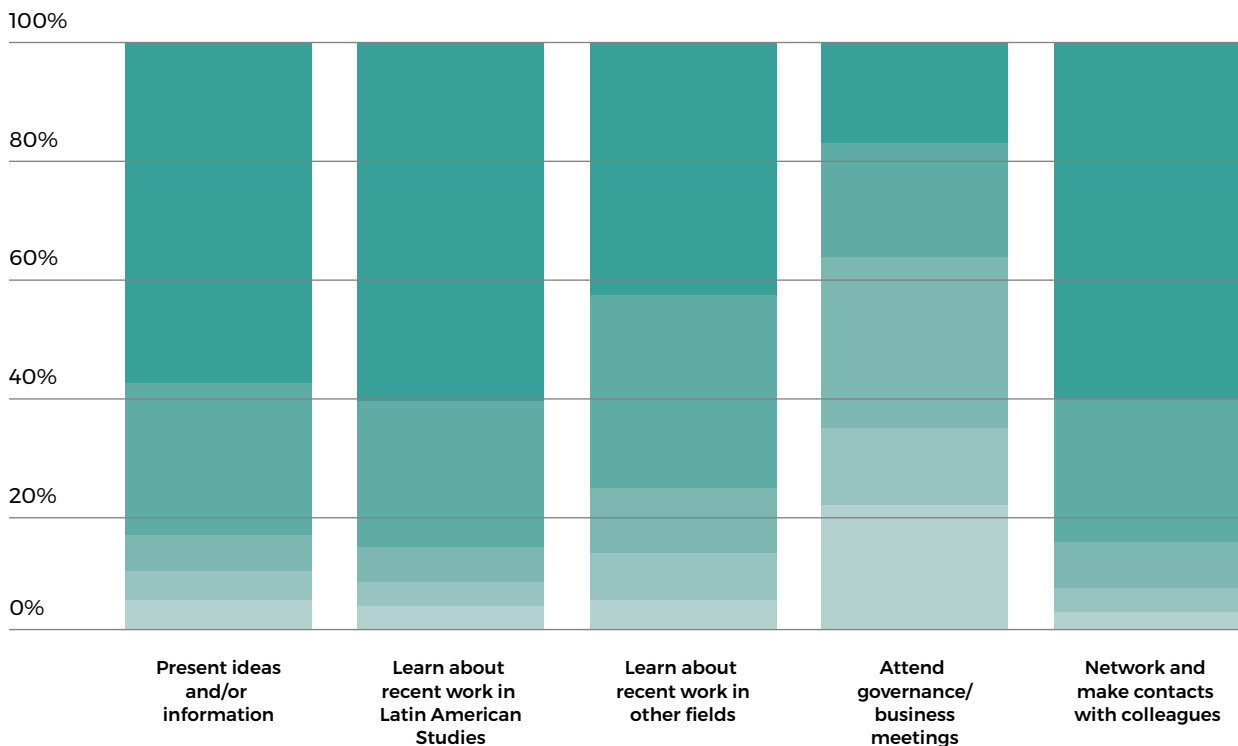 100%
80%
60%
40%
20%
0%
Present ideas
and/or
information
Learn about
recent work in
Latin American
Studies
Learn about
recent work in
other fields
Attend
governance/
business
meetings
Network and
make contacts
with colleagues